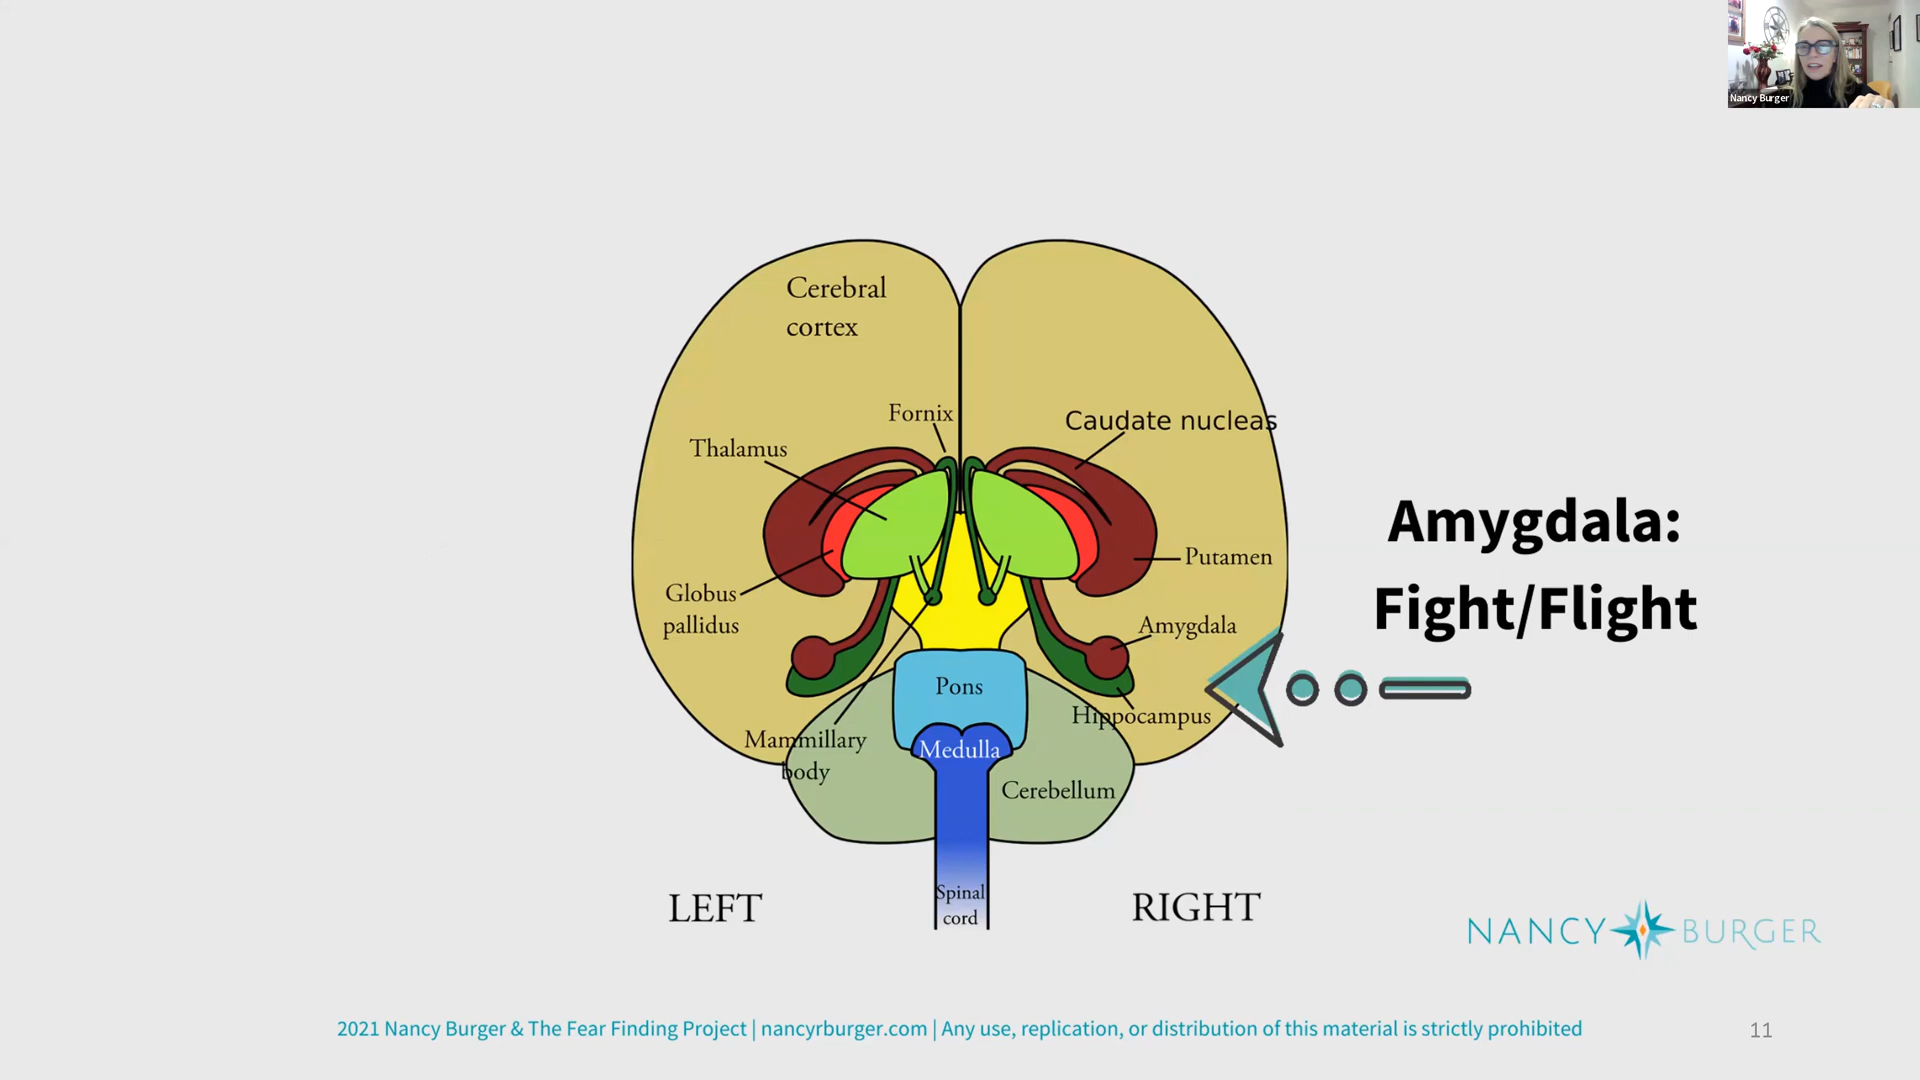 Nancy Burger
Cerebral
cortex
Fornix
Caudate nucleas
Thalamus
Amygdala:
Fight/Flight
Putamen
Globus
pallidus
Amygdala
Pons
Hippocampus
Mammillary
body
Medulla
Cerebellum
Spinal
cord
LEFT
RIGHT
NANCY BURGER
2021 Nancy Burger & The Fear Finding Project | nancyrburger.com | Any use, replication, or distribution of this material is strictly prohibited
11